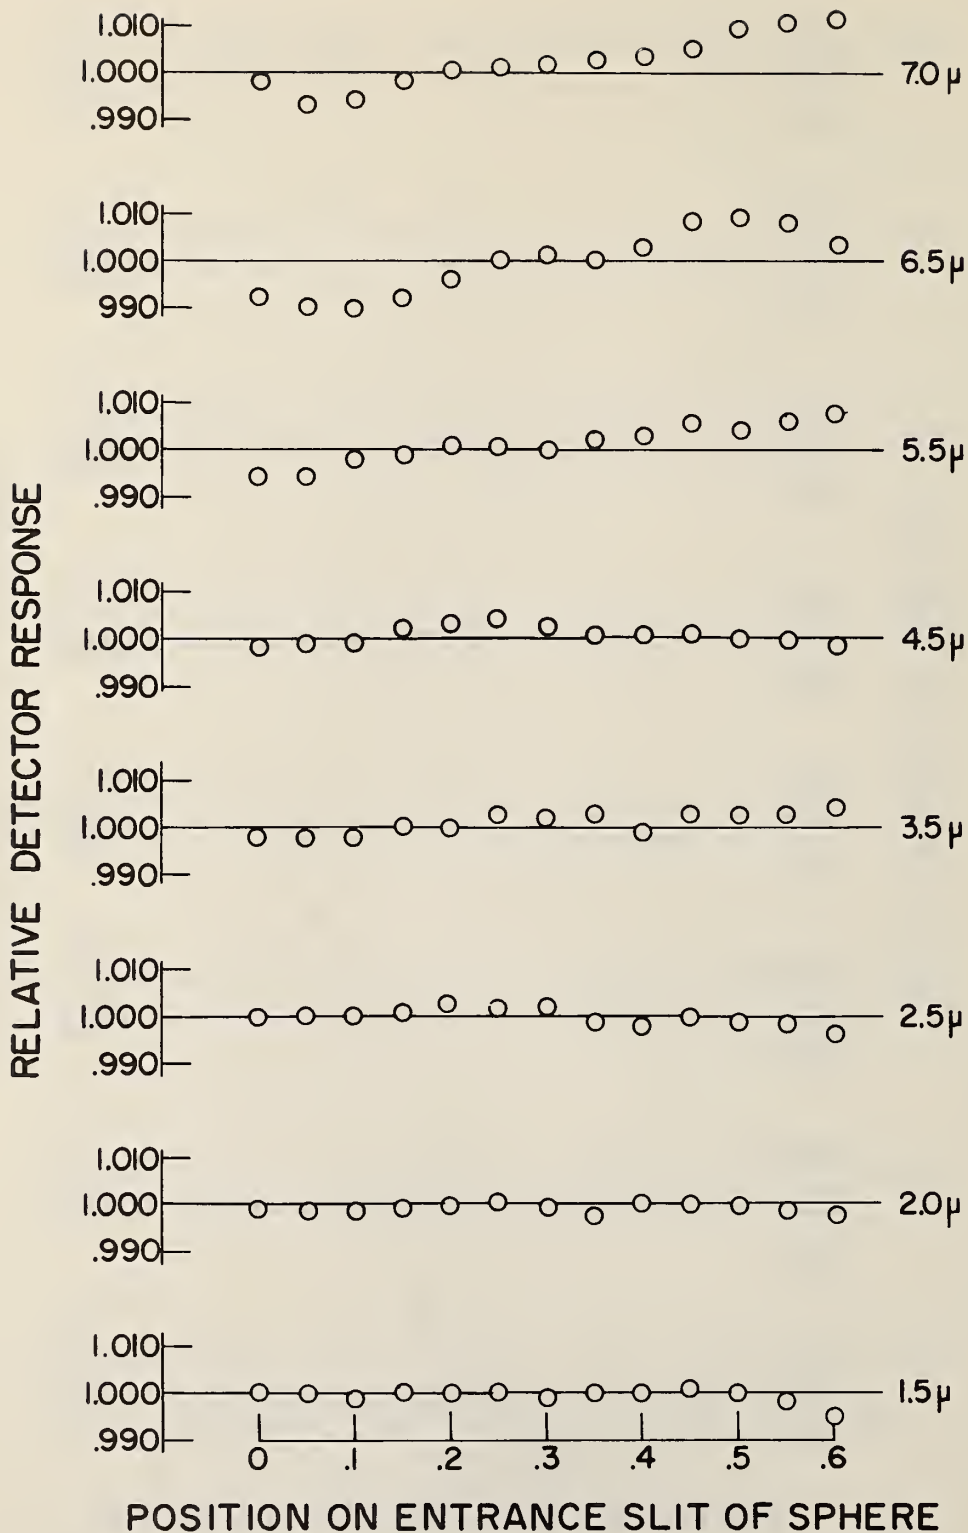 1.010
1.000
.990
7.0 μ
1.010
1.000
990
6.5 μ
1.010
1.000
.990
5.5 μ
1.010
1.000
.990
4.5 μ
1.010
1.000
.990
3.5 μ
1.010
1.000
.990
2.5 μ
1.010
1.000
.990
2.0 μ
1.010
1.000
.990
1.5 μ
0 .1 .2 .3 .4 .5 .6
RELATIVE DETECTOR RESPONSE
POSITION ON ENTRANCE SLIT OF SPHERE